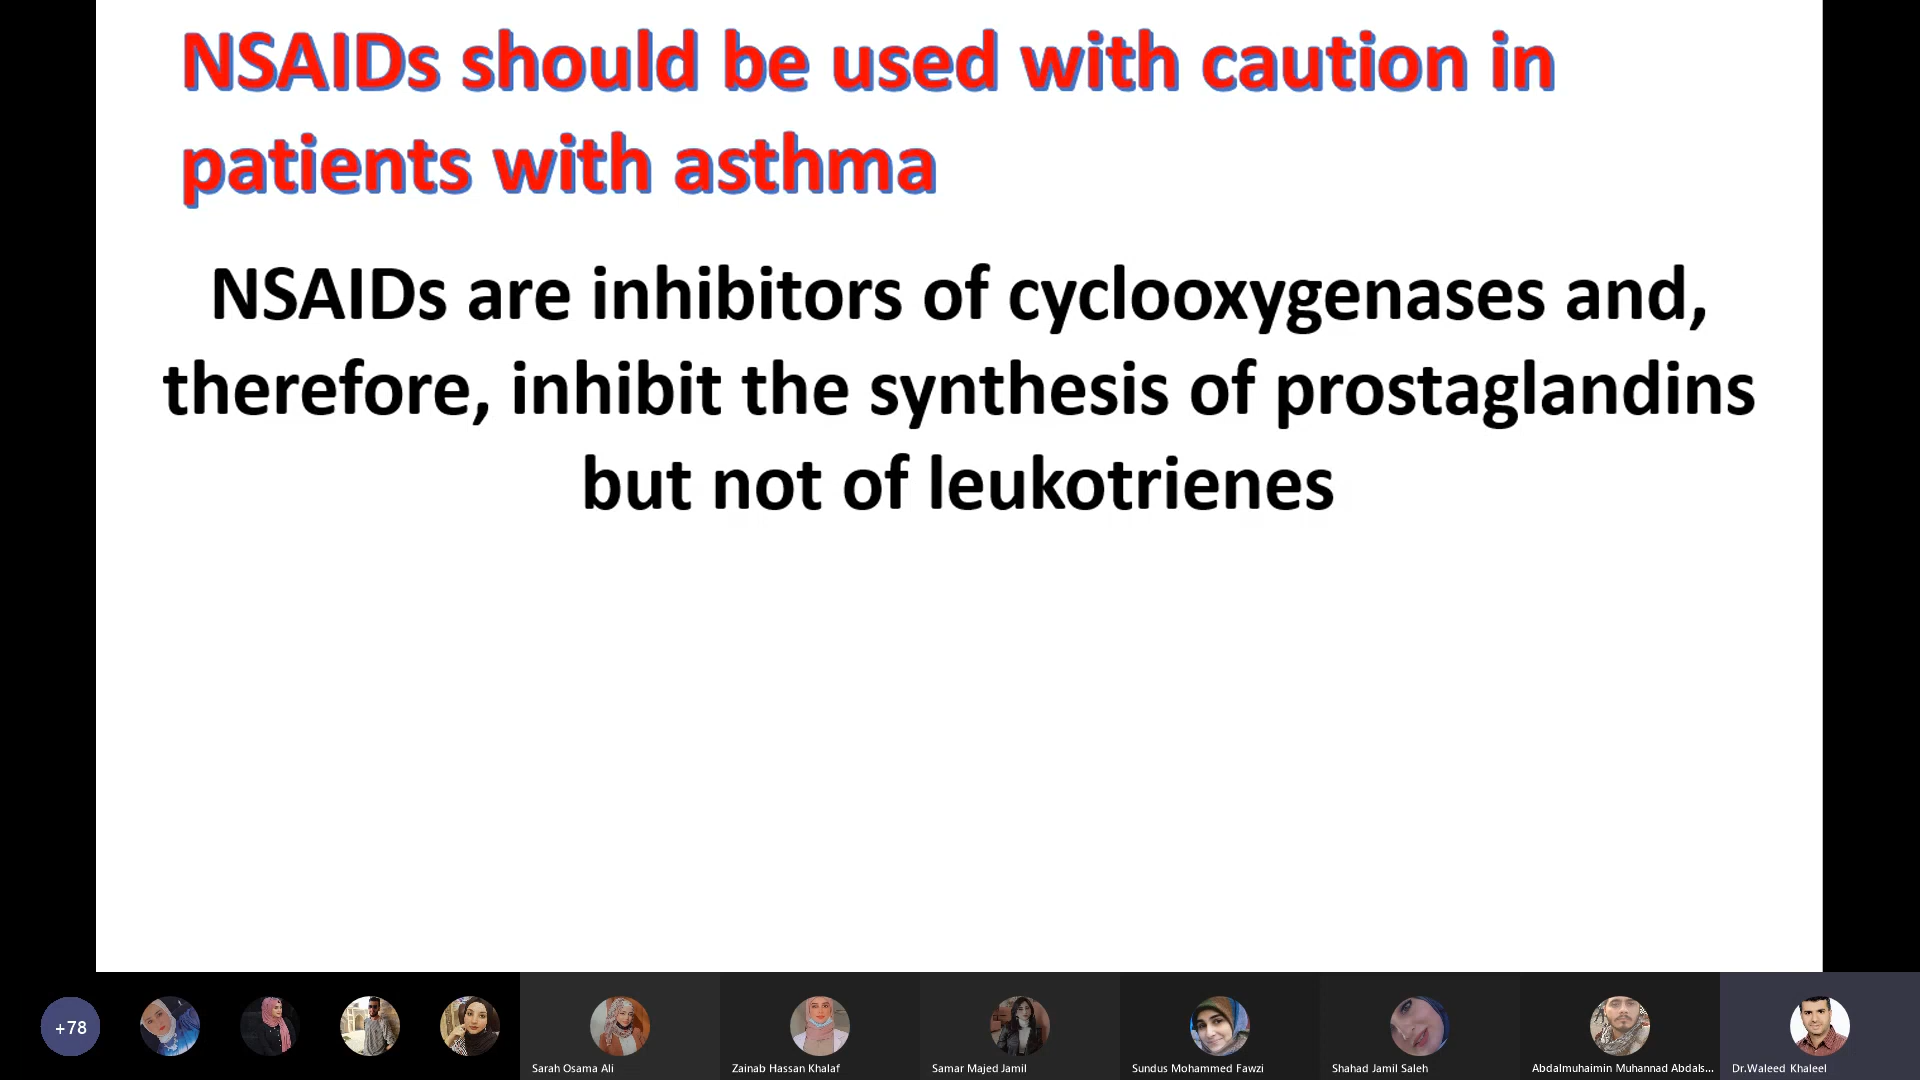 NSAIDs should be used with caution in
patients with asthma
NSAIDs are inhibitors of cyclooxygenases and,
therefore, inhibit the synthesis of prostaglandins
but not of leukotrienes
+78
Sarah Osama Ali
Zainab Hassan Khalaf
Samar Majed Jamil
Sundus Mohammed Fawzi
Shahad Jamil Saleh
Abdalmuhaimin Muhannad Abdals...
Dr.Waleed Khaleel